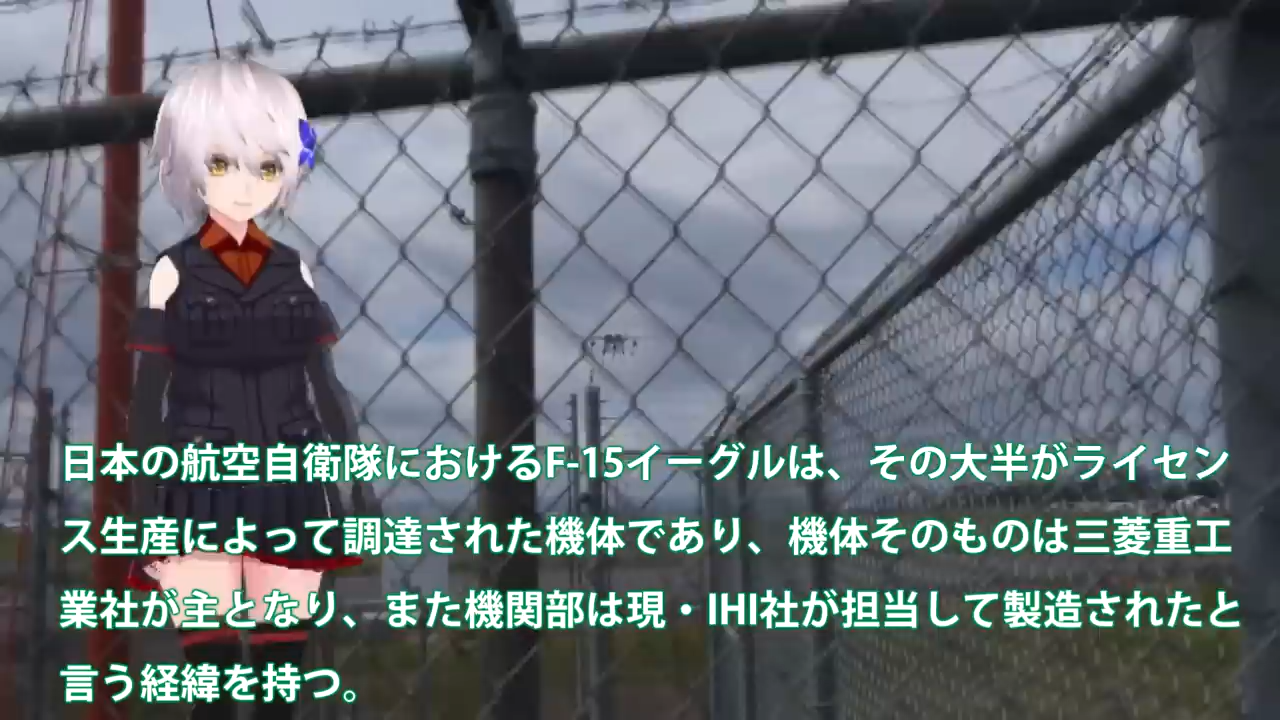 日本の航空自衛隊におけるF-15イーグルは、その大半がライセン
ス生産によって調達された機体であり、機体そのものは三菱重工
業社が主となり、また機関部は現・IHI社が担当して製造されたと
言う経緯を持つ。